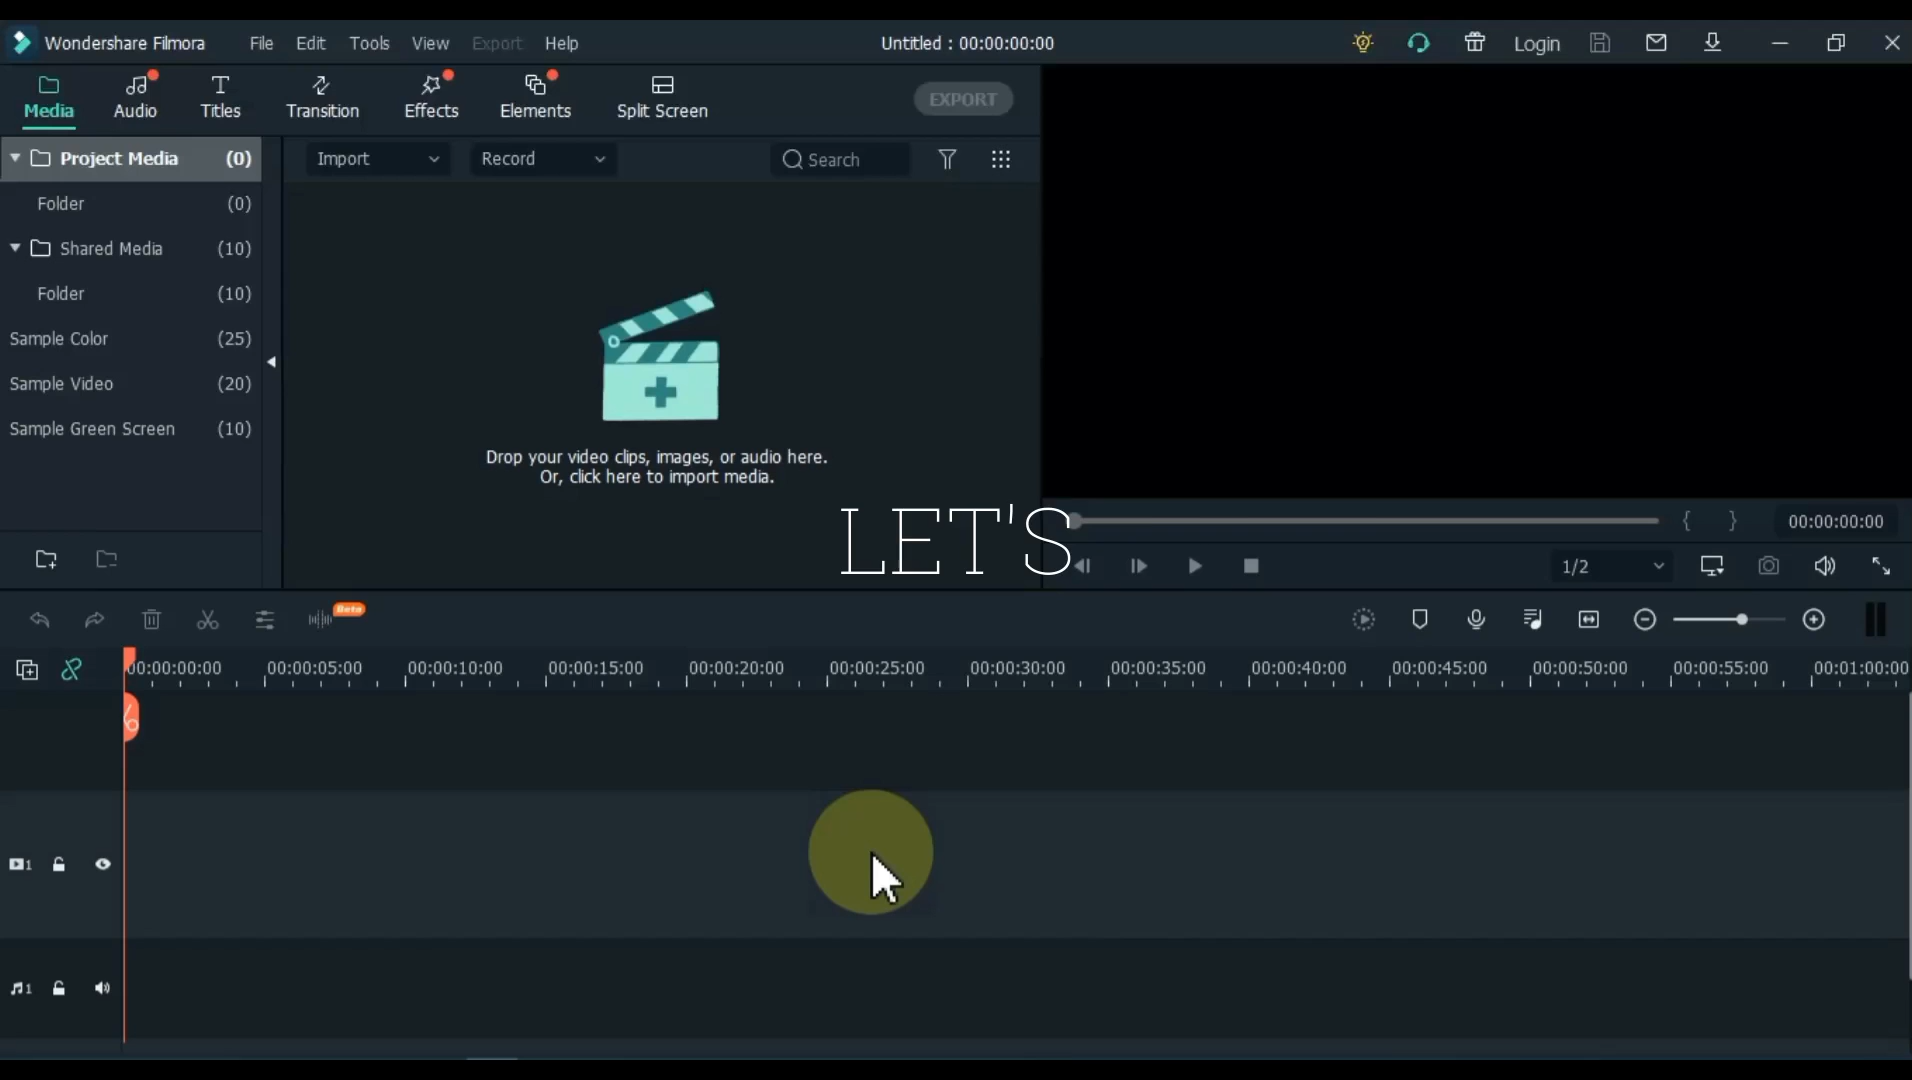 Wondershare Filmora File Edit Tools View Export Help Untitled : 00:00:00:00 Login
Media Audio Titles Transition Effects Elements Split Screen EXPORT
Project Media (0) Import Record Search
Folder (0)
Shared Media (10)
Folder (10)
Sample Color (25)
Sample Video (20)
Sample Green Screen (10)
Drop your video clips, images, or audio here.
Or, click here to import media.
LET'S
{ } 00:00:00:00
1/2
Beta
00:00:00:00 00:00:05:00 00:00:10:00 00:00:15:00 00:00:20:00 00:00:25:00 00:00:30:00 00:00:35:00 00:00:40:00 00:00:45:00 00:00:50:00 00:00:55:00 00:01:00:00
1
1